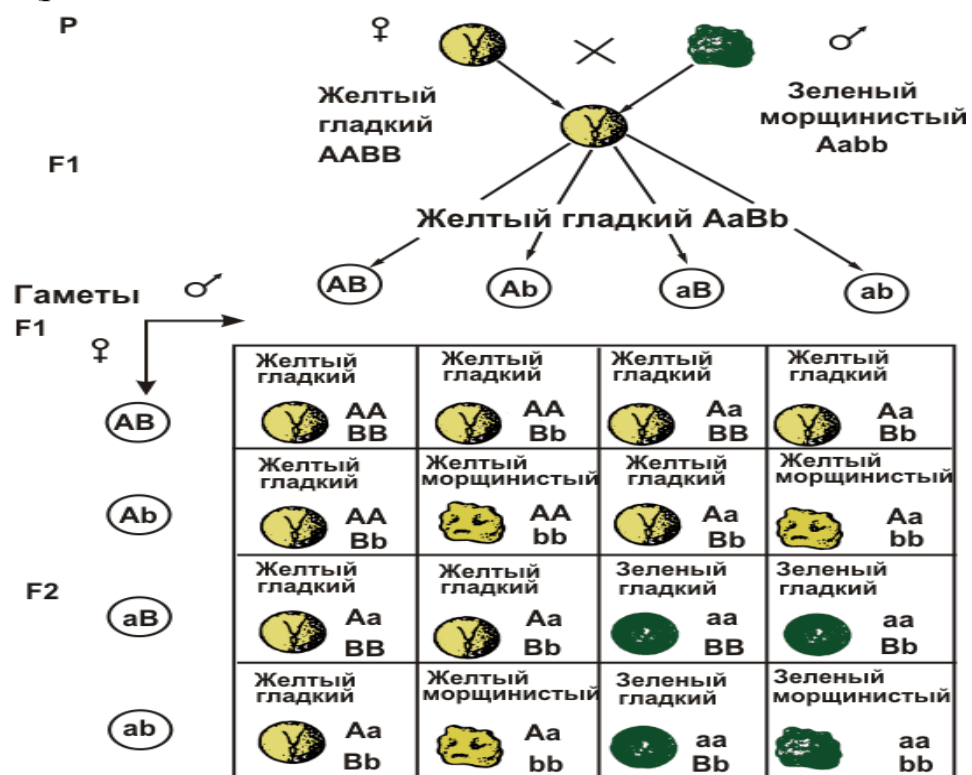 P
♀
♂
Желтый
гладкий
AABB
Зеленый
морщинистый
Aabb
F1
Желтый гладкий AaBb
AB
Ab
aB
ab
Гаметы
♂
F1
♀
AB
Желтый
гладкий
AA
BB
Желтый
гладкий
AA
Bb
Желтый
гладкий
Aa
BB
Желтый
гладкий
Aa
Bb
Ab
Желтый
гладкий
AA
Bb
Желтый
морщинистый
AA
bb
Желтый
гладкий
Aa
Bb
Желтый
морщинистый
Aa
bb
F2
aB
Желтый
гладкий
Aa
BB
Желтый
гладкий
Aa
Bb
Зеленый
гладкий
aa
BB
Зеленый
гладкий
aa
Bb
ab
Желтый
гладкий
Aa
Bb
Желтый
морщинистый
Aa
bb
Зеленый
гладкий
aa
Bb
Зеленый
морщинистый
aa
bb